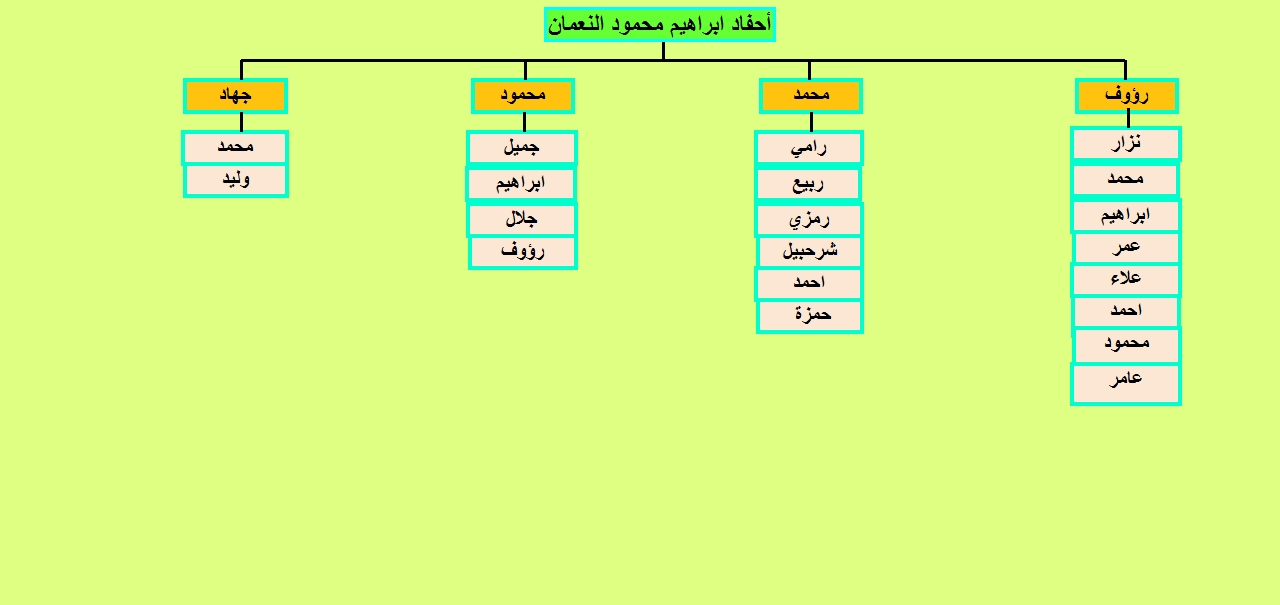 أحفاد ابراهيم محمود النعمان
رؤوف
نزار
محمد
ابراهيم
عمر
علاء
احمد
محمود
عامر
محمد
رامي
ربيع
رمزي
شرحبيل
احمد
حمزة
محمود
جميل
ابراهيم
جلال
رؤوف
جهاد
محمد
وليد